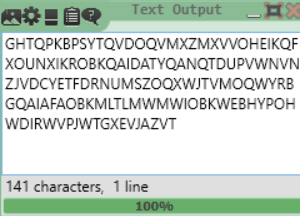 Text Output
GHTQPKBPSYTQVDOQVMXZMXVVOHEIKQF
XOUNXIKROBKQAIDATYQANQTDUPVWNVN
ZJVDCYETFDRNUMSZOQXWJTVMOQWYRB
GQAIAFAOBKMLTLMWMWIOBKWEBHYPOH
WDIRWVPJWTGXEVJAZVT
141 characters, 1 line
100%